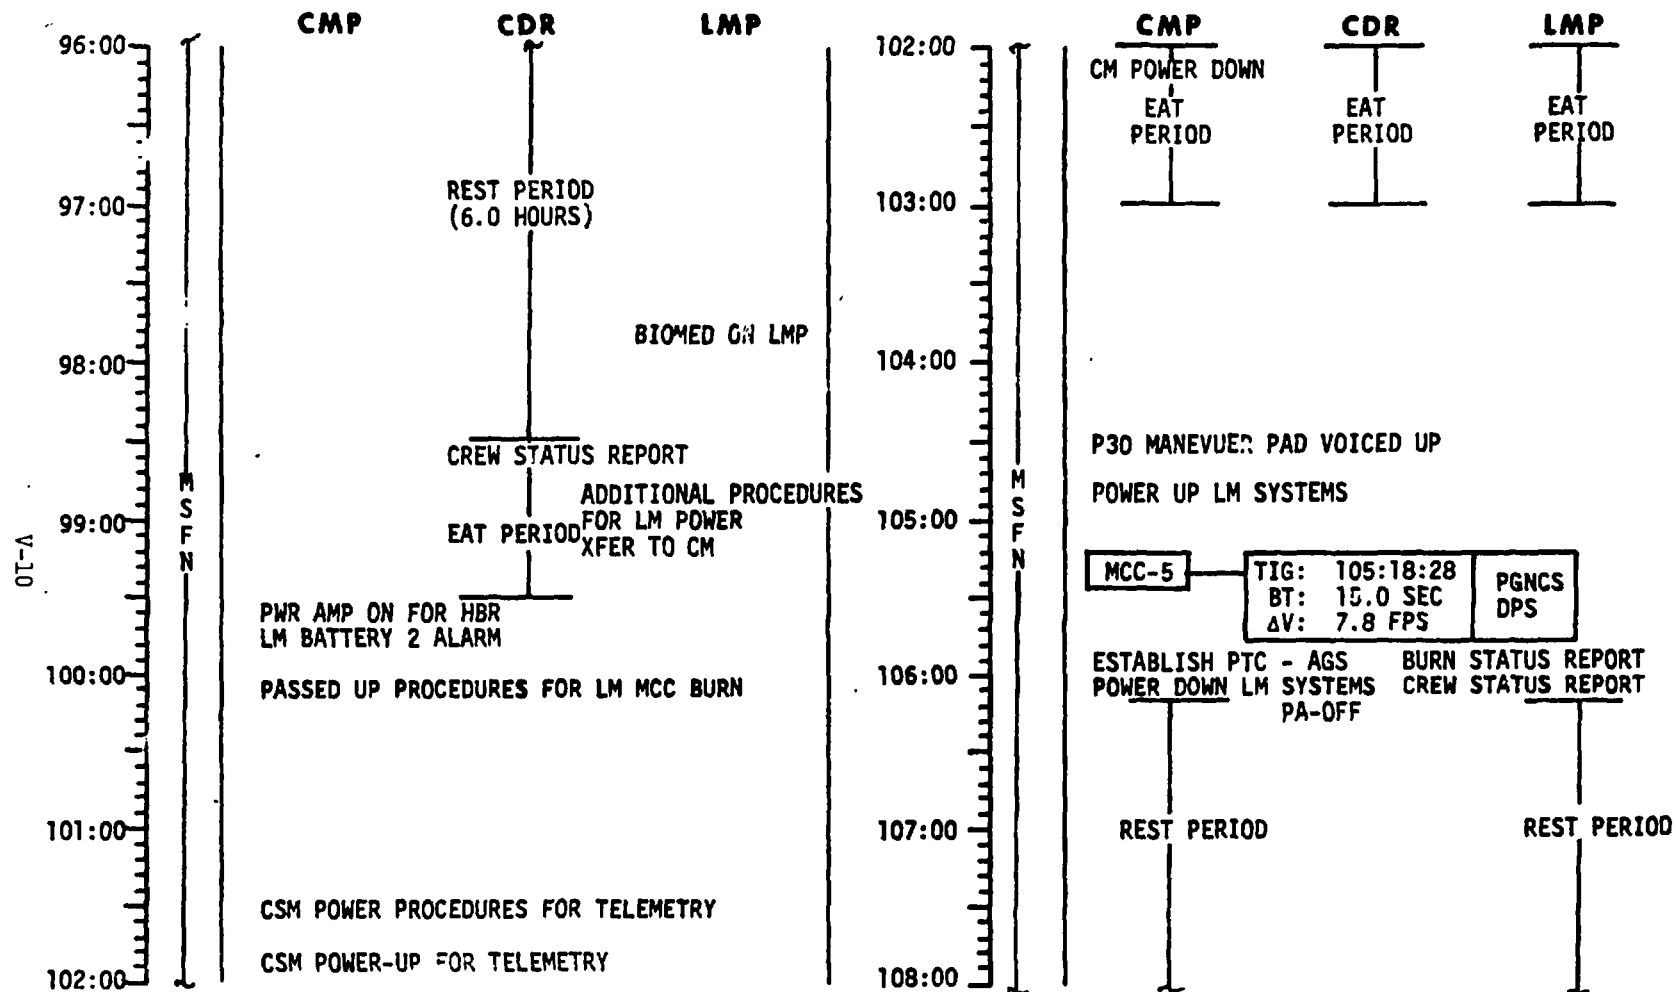 CMP CDR LMP
96:00
REST PERIOD
(6.0 HOURS)
97:00
BIOMED ON LMP
98:00
CREW STATUS REPORT
ADDITIONAL PROCEDURES
FOR LM POWER
XFER TO CM
99:00
EAT PERIOD
MSFN
PWR AMP ON FOR HBR
LM BATTERY 2 ALARM
100:00
PASSED UP PROCEDURES FOR LM MCC BURN
101:00
CSM POWER PROCEDURES FOR TELEMETRY
CSM POWER-UP FOR TELEMETRY
102:00
V-10
CMP CDR LMP
102:00
CM POWER DOWN
EAT PERIOD
EAT PERIOD
EAT PERIOD
103:00
104:00
P30 MANEVUER PAD VOICED UP
POWER UP LM SYSTEMS
MSFN
105:00
MCC-5
TIG: 105:18:28
BT: SEC
ΔV: 7.8 FPS
PGNCS
DPS
ESTABLISH PTC - AGS BURN STATUS REPORT
106:00
POWER DOWN LM SYSTEMS CREW STATUS REPORT
PA-OFF
107:00
REST PERIOD
REST PERIOD
108:00